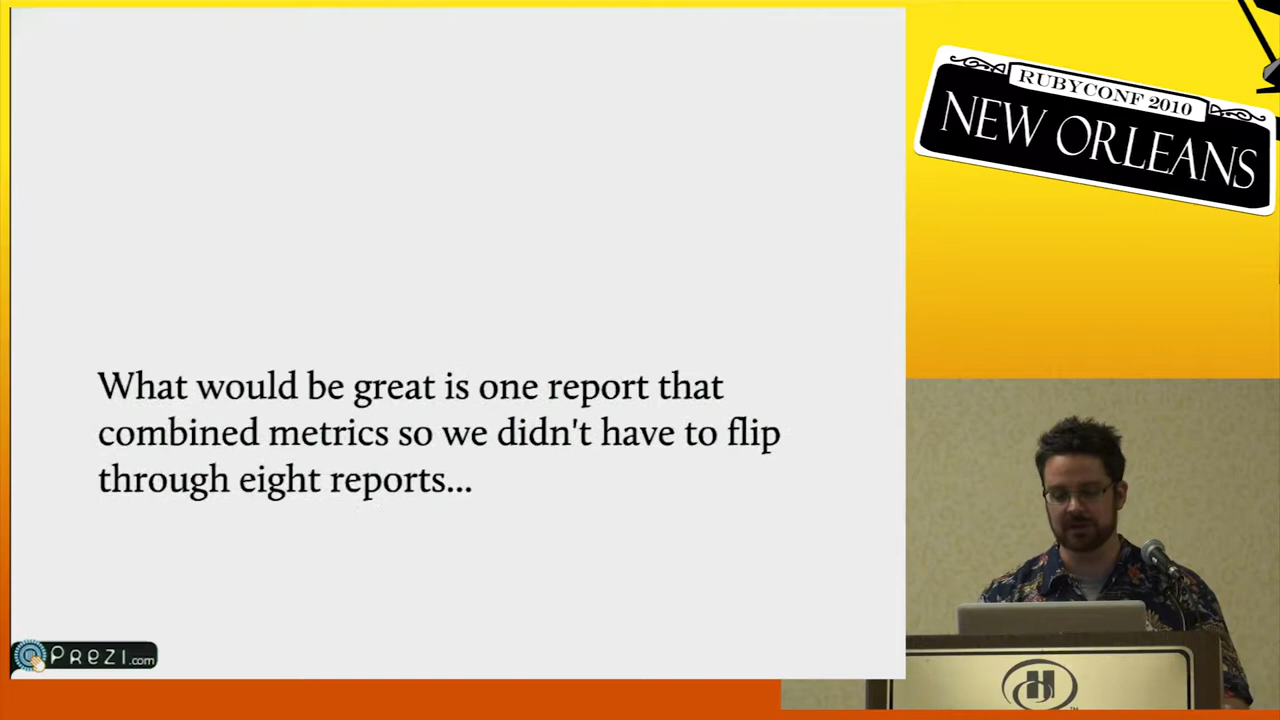 RUBYCONF 2010
NEW ORLEANS
What would be great is one report that
combined metrics so we didn't have to flip
through eight reports...
Prezi.com
H
TM